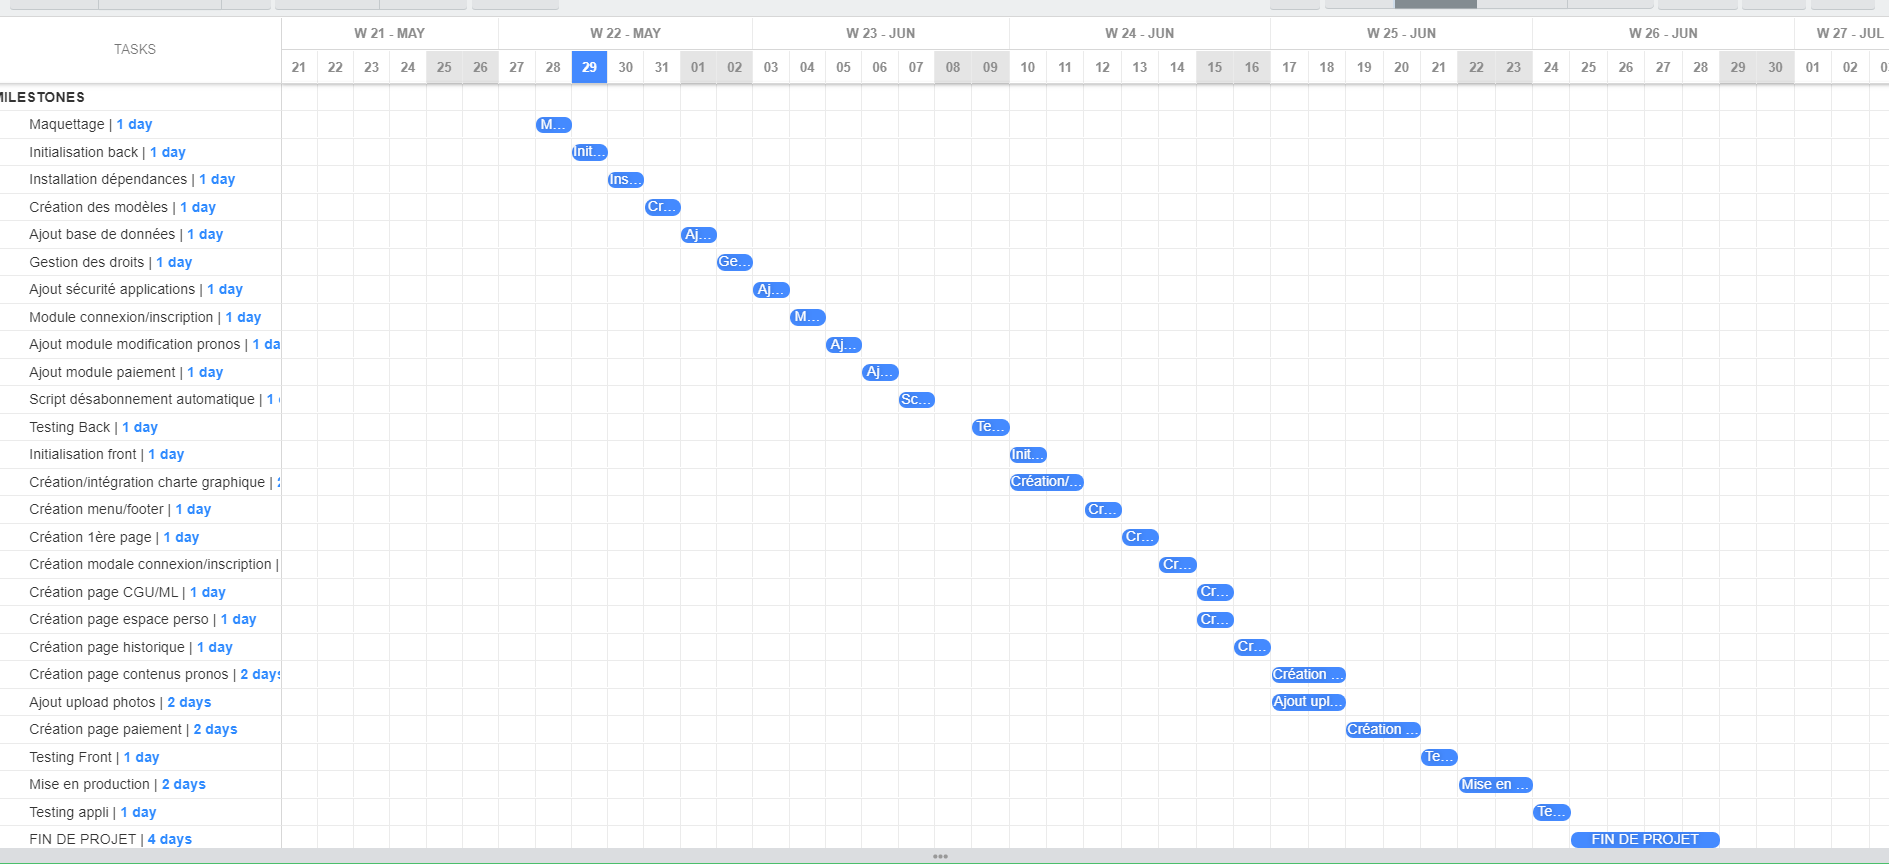 W 21 - MAY W 22 - MAY W 23 - JUN W 24 - JUN W 25 - JUN W 26 - JUN W 27 - JUL
TASKS
21 22 23 24 25 26 27 28 29 30 31 01 02 03 04 05 06 07 08 09 10 11 12 13 14 15 16 17 18 19 20 21 22 23 24 25 26 27 28 29 30 01 02
MILESTONES
Maquettage | 1 day M...
Initialisation back | 1 day Init...
Installation dépendances | 1 day Ins...
Création des modèles | 1 day Cr...
Ajout base de données | 1 day Aj...
Gestion des droits | 1 day Ge...
Ajout sécurité applications | 1 day Aj...
Module connexion/inscription | 1 day M...
Ajout module modification pronos | 1 da Aj...
Ajout module paiement | 1 day Aj...
Script désabonnement automatique | 1 Sc...
Testing Back | 1 day Te...
Initialisation front | 1 day Init...
Création/intégration charte graphique | 2 Création/...
Création menu/footer | 1 day Cr...
Création 1ère page | 1 day Cr...
Création modale connexion/inscription | Cr...
Création page CGU/ML | 1 day Cr...
Création page espace perso | 1 day Cr...
Création page historique | 1 day Cr...
Création page contenus pronos | 2 days Création ...
Ajout upload photos | 2 days Ajout upl...
Création page paiement | 2 days Création ...
Testing Front | 1 day Te...
Mise en production | 2 days Mise en ...
Testing appli | 1 day Te...
FIN DE PROJET | 4 days FIN DE PROJET